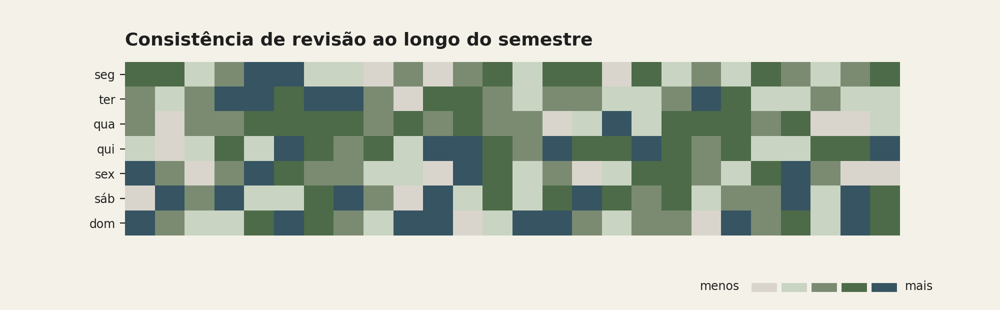 Consistência de revisão ao longo do semestre
seg
ter
qua
qui
sex
sáb
dom
menos mais